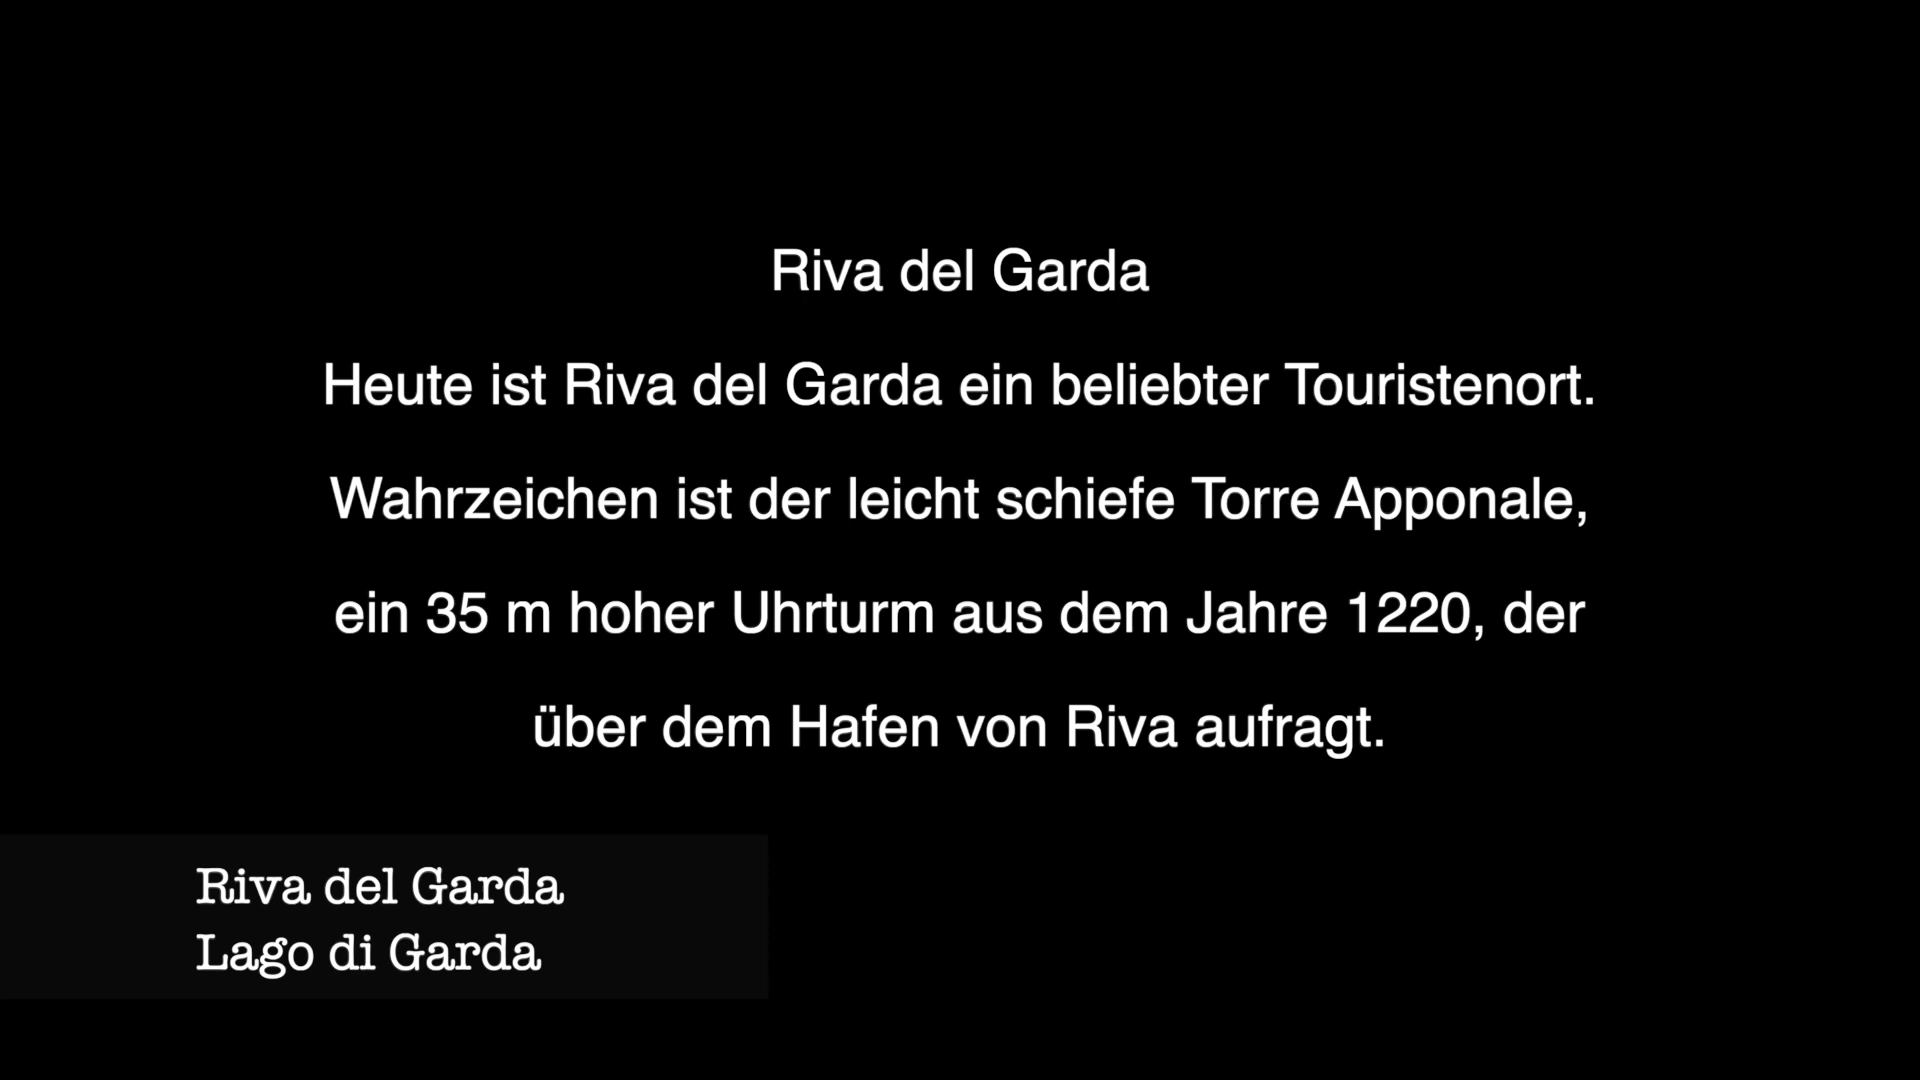 Riva del Garda
Heute ist Riva del Garda ein beliebter Touristenort.
Wahrzeichen ist der leicht schiefe Torre Apponale,
ein 35 m hoher Uhrturm aus dem Jahre 1220, der
über dem Hafen von Riva aufragt.
Riva del Garda
Lago di Garda